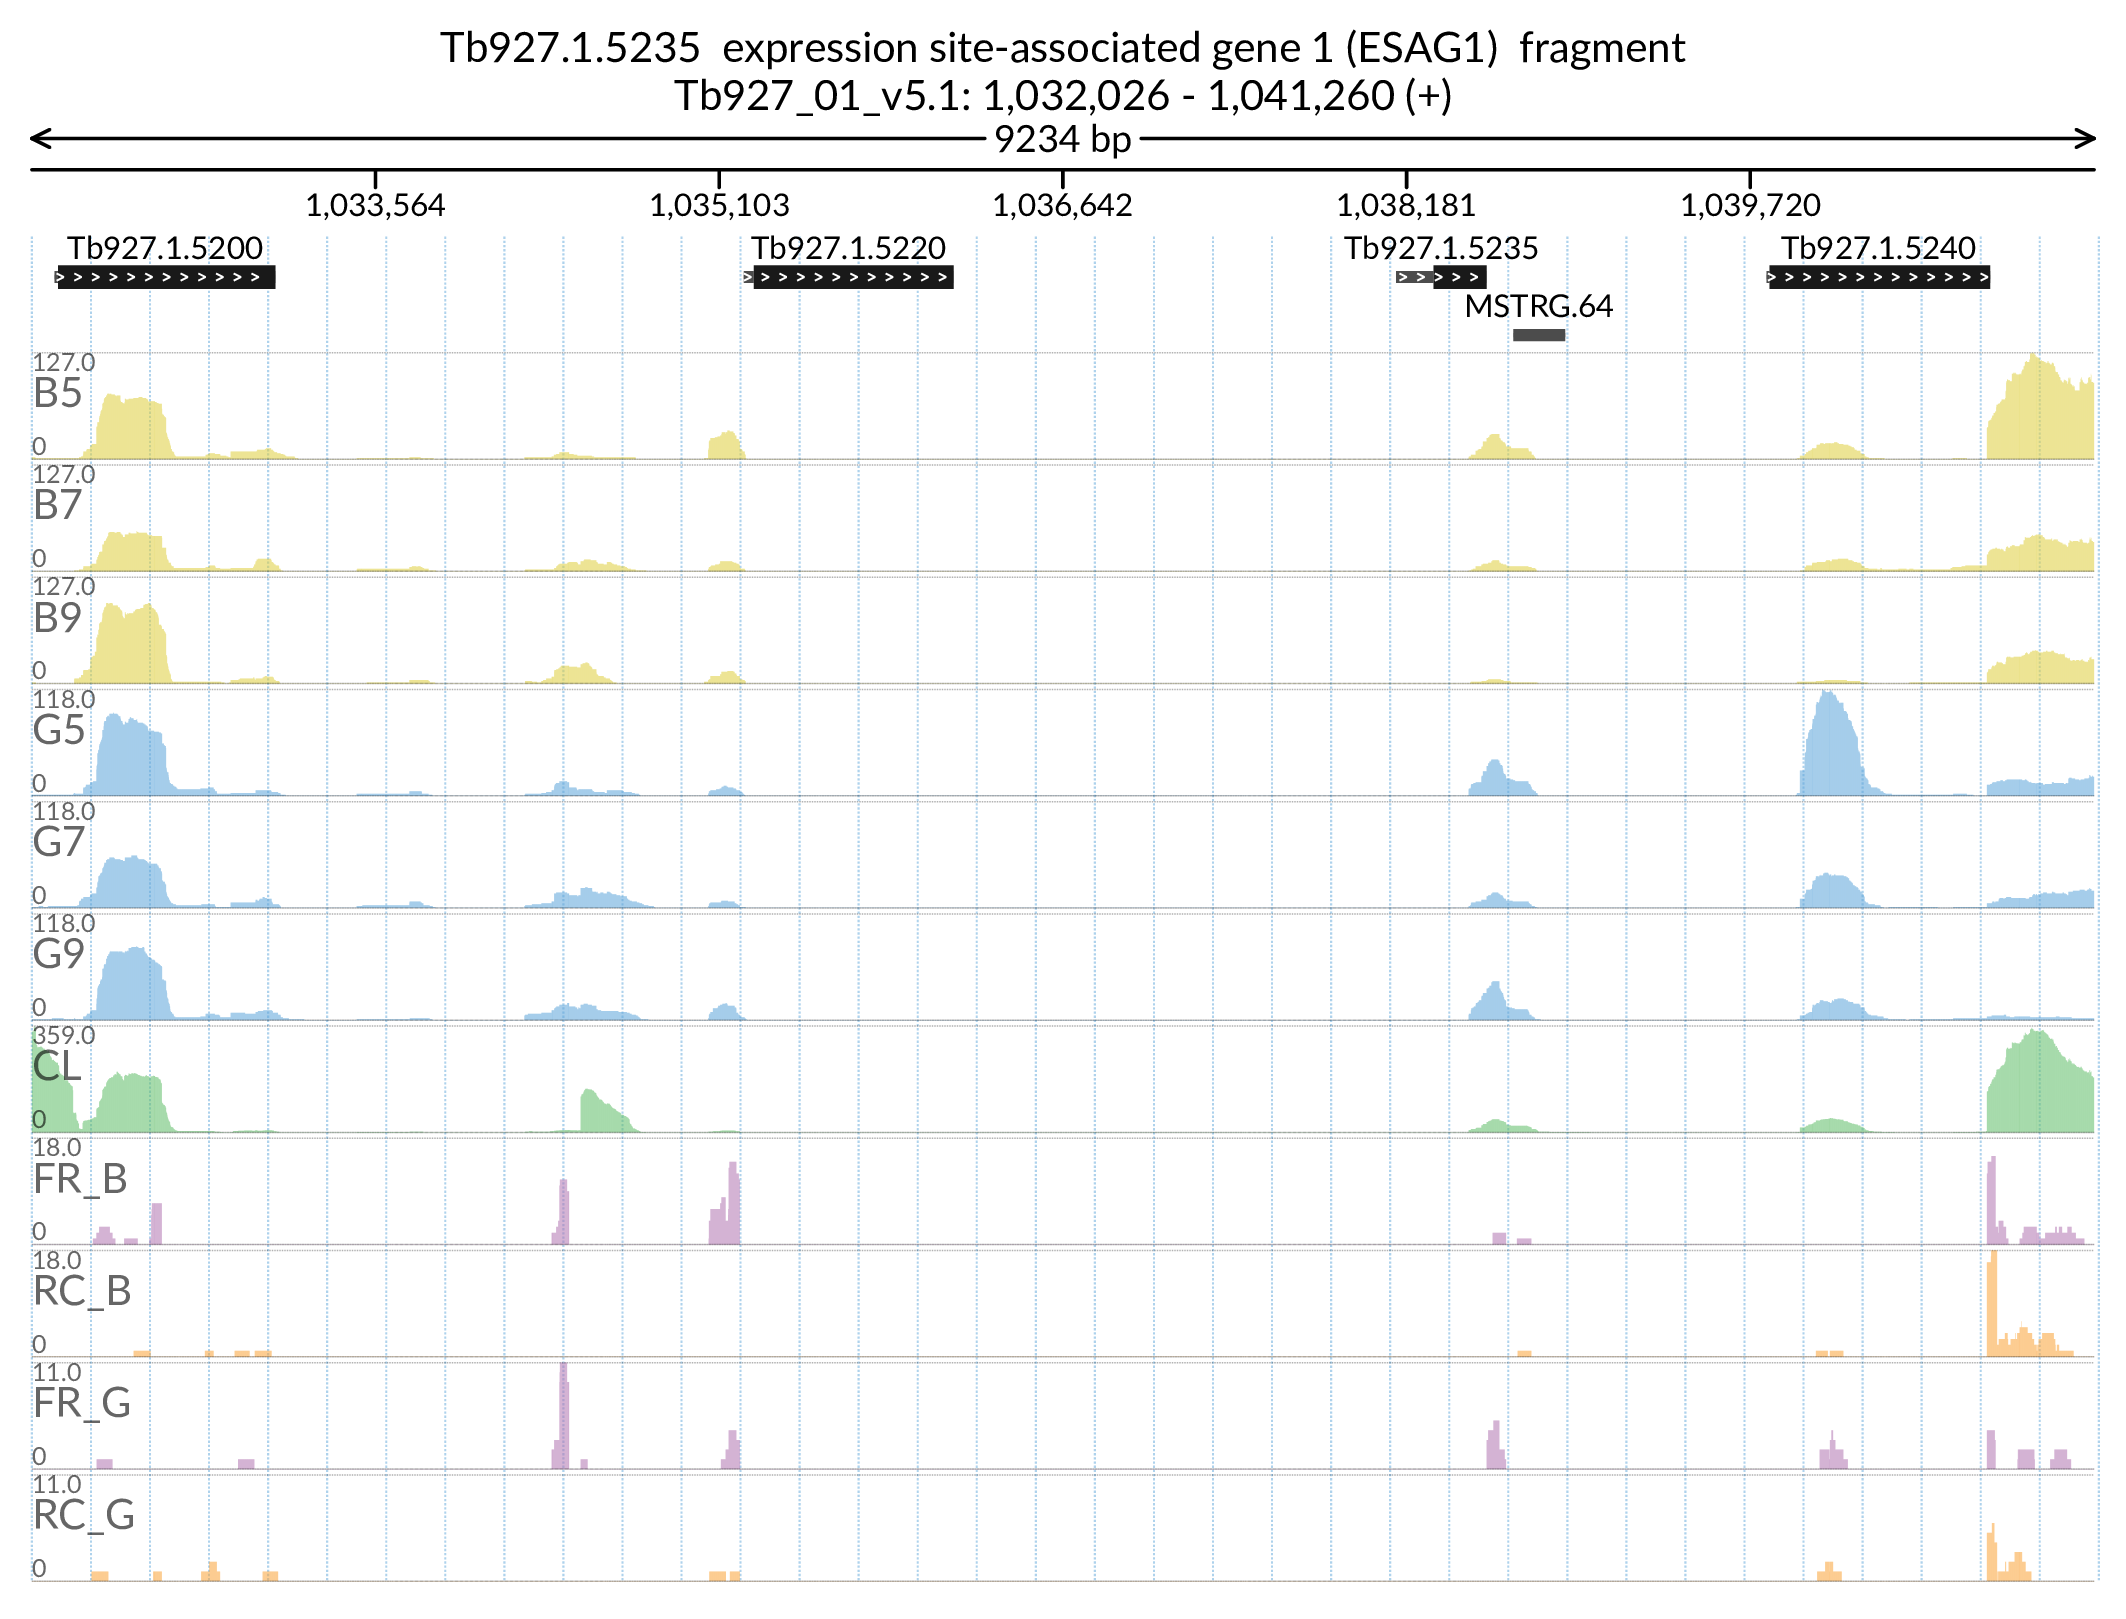 Tb927.1.5235 expression site-associated gene 1 (ESAG1) fragment
Tb927_01_v5.1: 1,032,026 - 1,041,260 (+)
9234 bp
1,033,564 1,035,103 1,036,642 1,038,181 1,039,720
Tb927.1.5200 Tb927.1.5220 Tb927.1.5235 Tb927.1.5240
MSTRG.64
127.0
B5
0
127.0
B7
0
127.0
B9
0
118.0
G5
0
118.0
G7
0
118.0
G9
0
359.0
CL
0
18.0
FR_B
0
18.0
RC_B
0
11.0
FR_G
0
11.0
RC_G
0